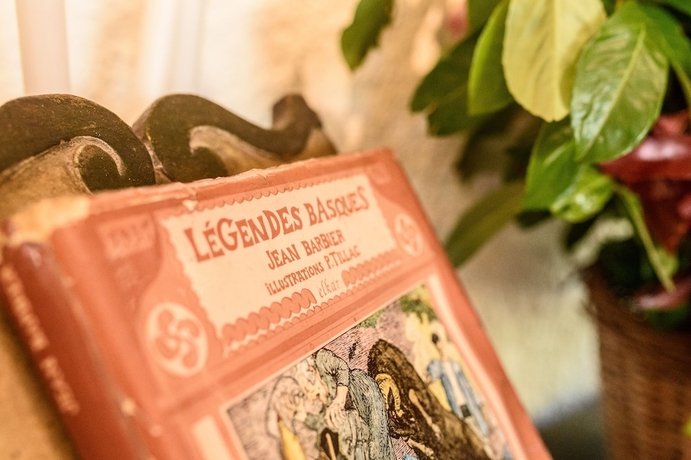 LÉGENDES BASQUES
JEAN BARBIER
ILLUSTRATIONS P. TILLAC
elkar